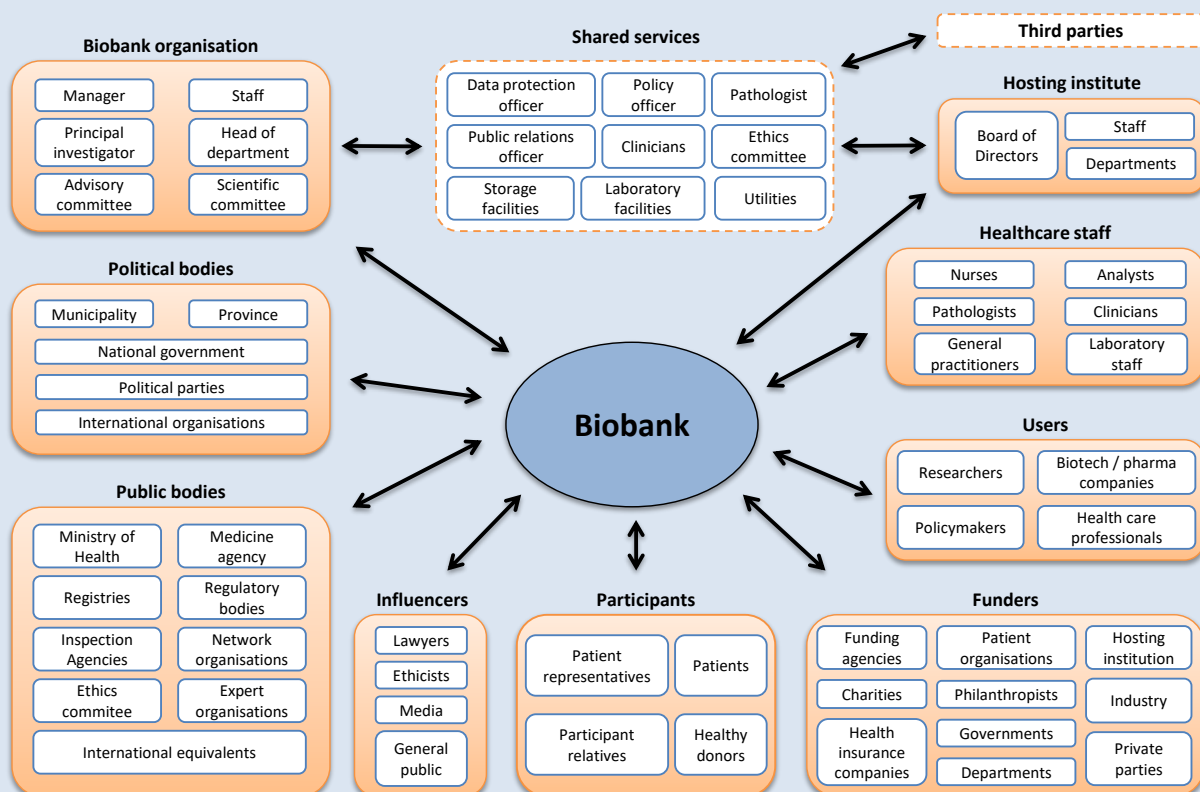 Biobank organisation
Manager
Staff
Principal
investigator
Head of
department
Advisory
committee
Scientific
committee
Shared services
Data protection
officer
Policy
officer
Pathologist
Public relations
officer
Clinicians
Ethics
committee
Storage
facilities
Laboratory
facilities
Utilities
Third parties
Hosting institute
Board of
Directors
Staff
Departments
Healthcare staff
Nurses
Analysts
Pathologists
Clinicians
General
practitioners
Laboratory
staff
Political bodies
Municipality
Province
National government
Political parties
International organisations
Biobank
Users
Researchers
Biotech / pharma
companies
Policymakers
Health care
professionals
Public bodies
Ministry of
Health
Medicine
agency
Registries
Regulatory
bodies
Inspection
Agencies
Network
organisations
Ethics
commitee
Expert
organisations
International equivalents
Influencers
Lawyers
Ethicists
Media
General
public
Participants
Patient
representatives
Patients
Participant
relatives
Healthy
donors
Funders
Funding
agencies
Patient
organisations
Hosting
institution
Charities
Philanthropists
Industry
Health
insurance
companies
Governments
Departments
Private
parties